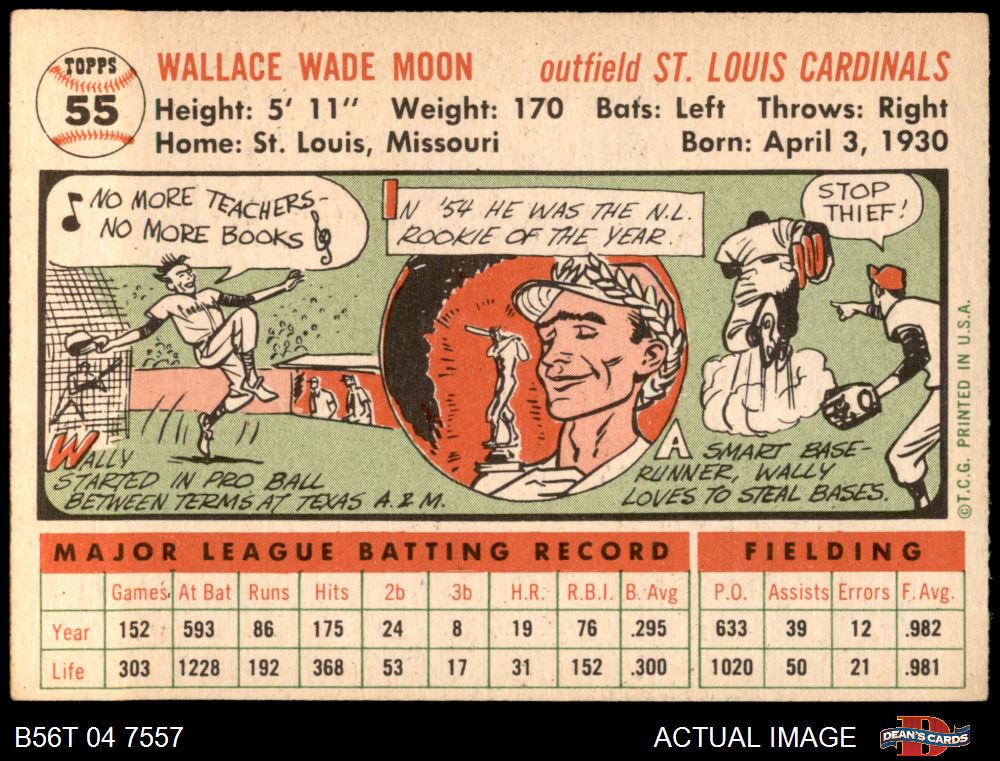 TOPPS
55
WALLACE WADE MOON outfield ST. LOUIS CARDINALS
Height: 5' 11" Weight: 170 Bats: Left Throws: Right
Home: St. Louis, Missouri Born: April 3, 1930
NO MORE TEACHERS-
NO MORE BOOKS
WALLY
STARTED IN PRO BALL
BETWEEN TERMS AT TEXAS A.&M.
IN '54 HE WAS THE N.L.
ROOKIE OF THE YEAR.
STOP
THIEF!
A SMART BASE-
RUNNER, WALLY
LOVES TO STEAL BASES.
©T.C.G. PRINTED IN U.S.A.
MAJOR LEAGUE BATTING RECORD FIELDING
Games At Bat Runs Hits 2b 3b H.R. R.B.I. B. Avg P.O. Assists Errors F. Avg.
Year 152 593 86 175 24 8 19 76 .295 633 39 12 .982
Life 303 1228 192 368 53 17 31 152 .300 1020 50 21 .981
B56T 04 7557 ACTUAL IMAGE DEAN'S CARDS